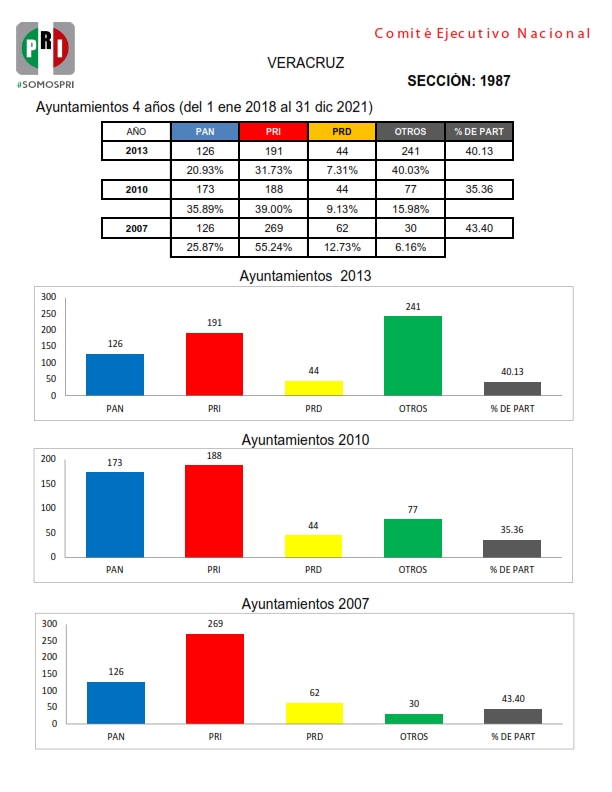 PRI
#SOMOSPRI
Comité Ejecutivo Nacional
VERACRUZ
SECCIÓN: 1987
Ayuntamientos 4 años (del 1 ene 2018 al 31 dic 2021)
AÑO PAN PRI PRD OTROS % DE PART
2013 126 191 44 241 40.13
20.93% 31.73% 7.31% 40.03%
2010 173 188 44 77 35.36
35.89% 39.00% 9.13% 15.98%
2007 126 269 62 30 43.40
25.87% 55.24% 12.73% 6.16%
Ayuntamientos 2013
300
250
200
150
100
50
0
126 191 44 241 40.13
PAN PRI PRD OTROS % DE PART
Ayuntamientos 2010
200
150
100
50
0
173 188 44 77 35.36
PAN PRI PRD OTROS % DE PART
Ayuntamientos 2007
300
250
200
150
100
50
0
126 269 62 30 43.40
PAN PRI PRD OTROS % DE PART